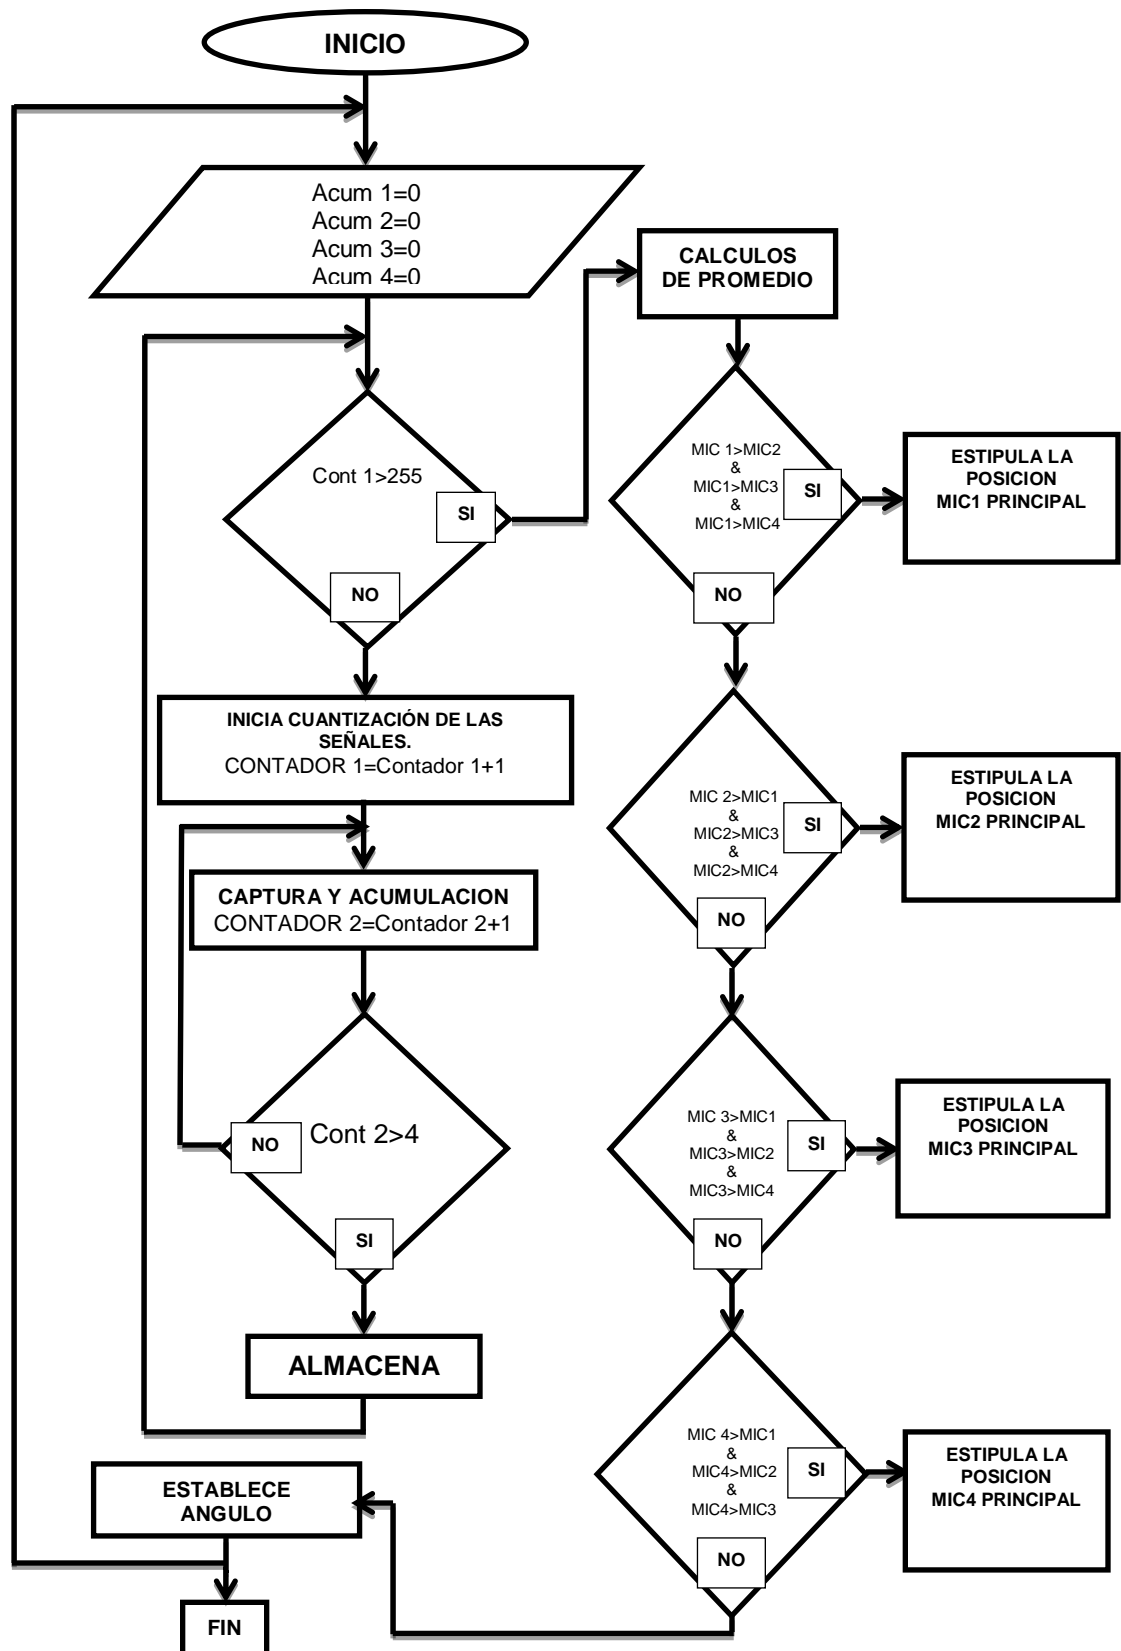 INICIO
Acum 1=0
Acum 2=0
Acum 3=0
Acum 4=0
Cont 1>255
SI
NO
INICIA CUANTIZACIÓN DE LAS
SEÑALES.
CONTADOR 1=Contador 1+1
CAPTURA Y ACUMULACION
CONTADOR 2=Contador 2+1
Cont 2>4
NO
SI
ALMACENA
ESTABLECE
ANGULO
FIN
CALCULOS
DE PROMEDIO
MIC 1>MIC2
&
MIC1>MIC3
&
MIC1>MIC4
SI
NO
ESTIPULA LA
POSICION
MIC1 PRINCIPAL
MIC 2>MIC1
&
MIC2>MIC3
&
MIC2>MIC4
SI
NO
ESTIPULA LA
POSICION
MIC2 PRINCIPAL
MIC 3>MIC1
&
MIC3>MIC2
&
MIC3>MIC4
SI
NO
ESTIPULA LA
POSICION
MIC3 PRINCIPAL
MIC 4>MIC1
&
MIC4>MIC2
&
MIC4>MIC3
SI
NO
ESTIPULA LA
POSICION
MIC4 PRINCIPAL